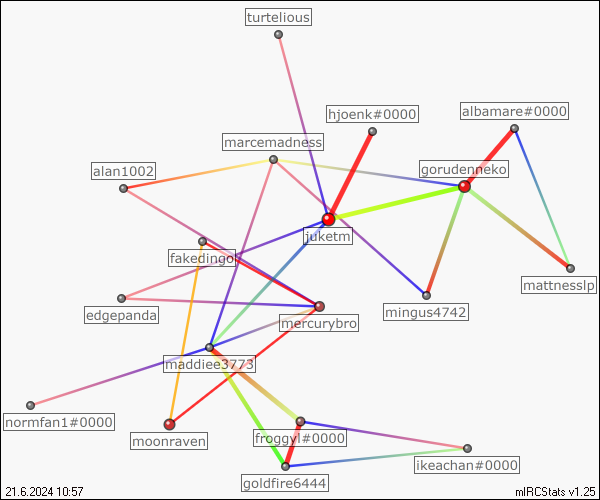 turtelious
hjoenk#0000
albamare#0000
marcemadness
alan1002
gorudenneko
juketm
fakedingo
mattnesslp
edgepanda
mingus4742
mercurybro
maddiee3773
normfan1#0000
moonraven
froggyl#0000
ikeachan#0000
goldfire6444
21.6.2024 10:57
mIRCStats v1.25